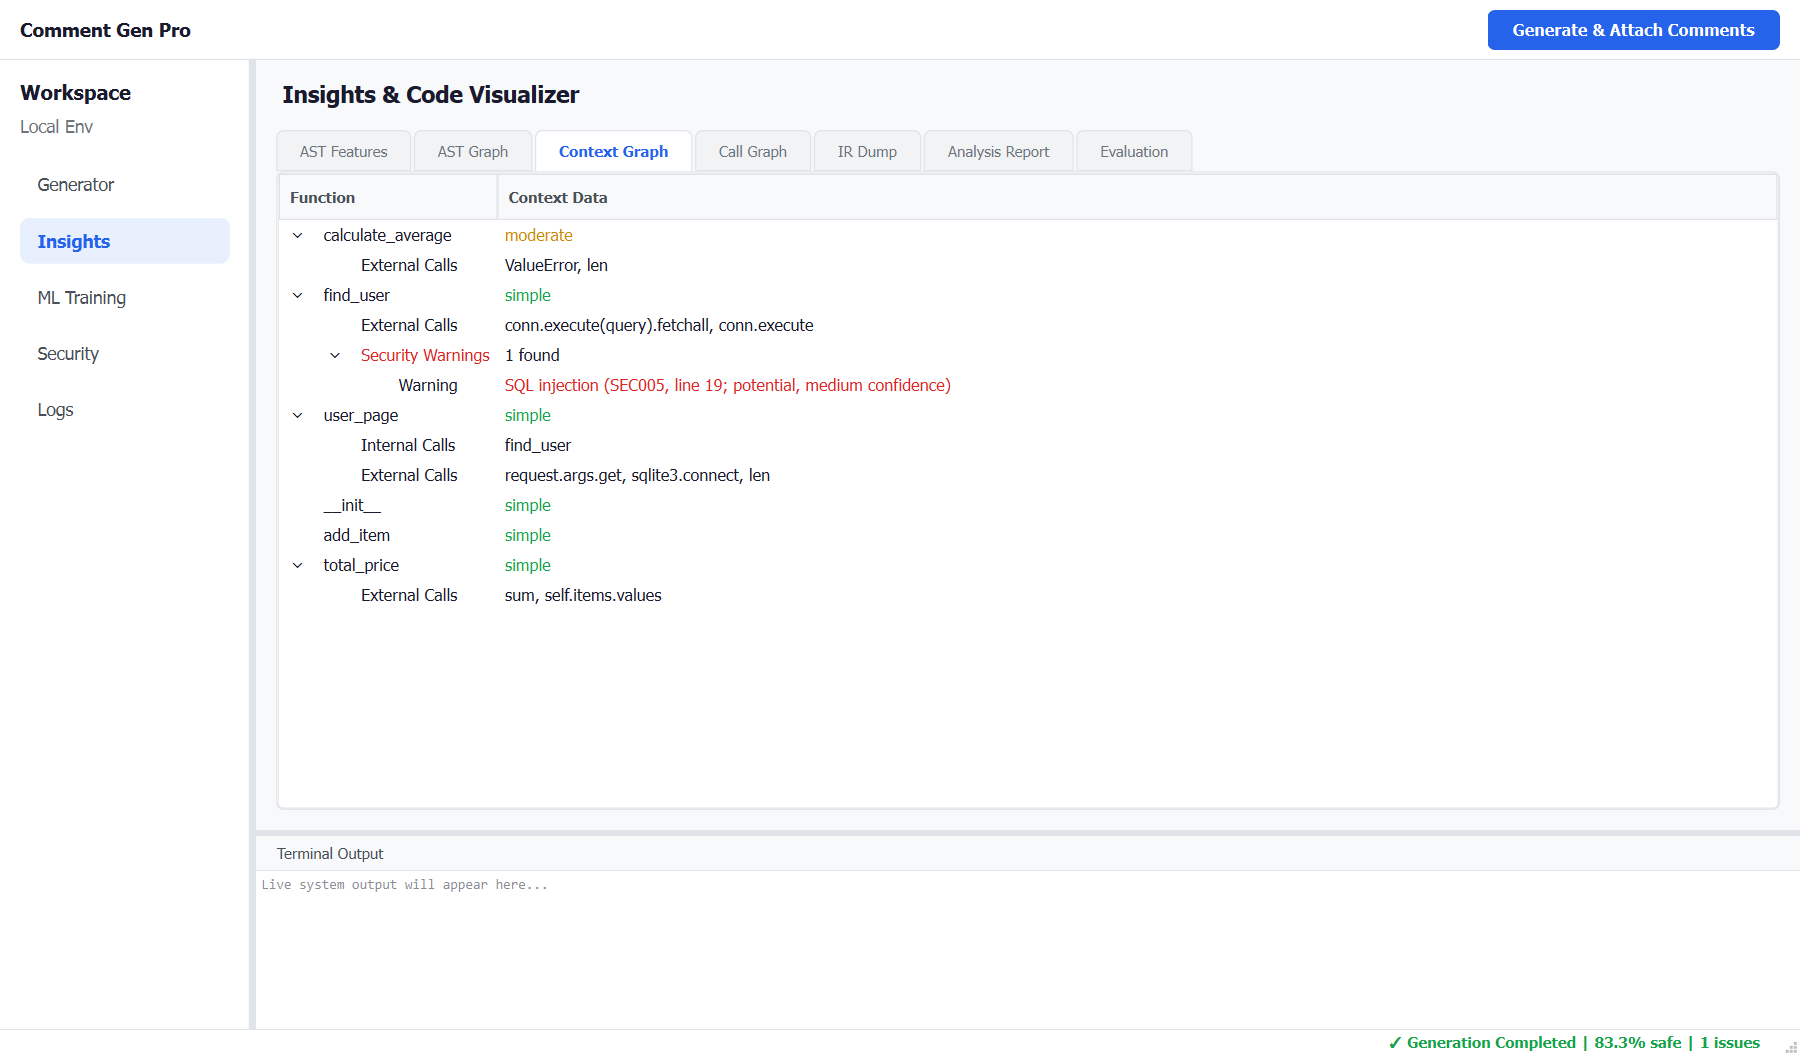 Comment Gen Pro
Generate & Attach Comments
Workspace
Local Env
Generator
Insights
ML Training
Security
Logs
Insights & Code Visualizer
AST Features AST Graph Context Graph Call Graph IR Dump Analysis Report Evaluation
Function Context Data
calculate_average moderate
External Calls ValueError, len
find_user simple
External Calls conn.execute(query).fetchall, conn.execute
Security Warnings 1 found
Warning SQL injection (SEC005, line 19; potential, medium confidence)
user_page simple
Internal Calls find_user
External Calls request.args.get, sqlite3.connect, len
__init__ simple
add_item simple
total_price simple
External Calls sum, self.items.values
Terminal Output
Live system output will appear here...
✓ Generation Completed | 83.3% safe | 1 issues